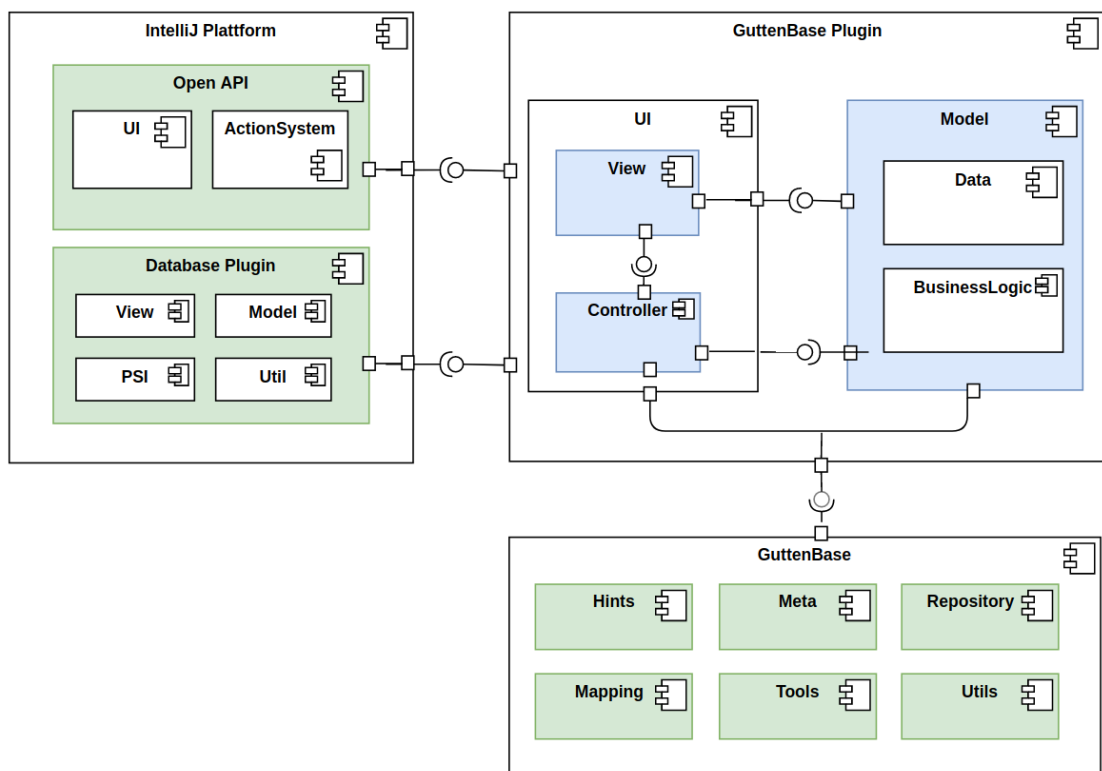 IntelliJ Plattform
Open API
UI
ActionSystem
Database Plugin
View
Model
PSI
Util
GuttenBase Plugin
UI
View
Controller
Model
Data
BusinessLogic
GuttenBase
Hints
Meta
Repository
Mapping
Tools
Utils